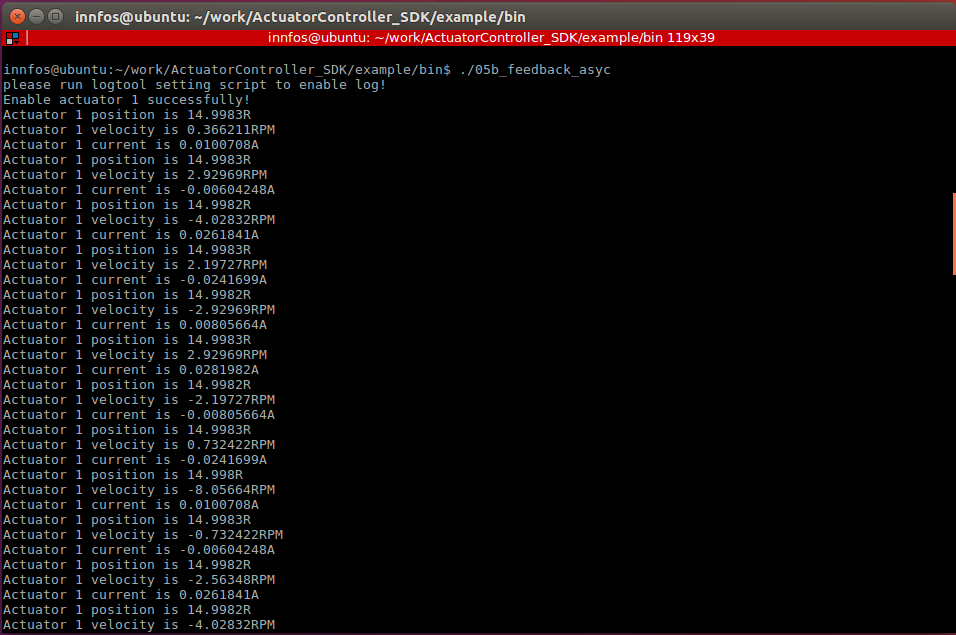 innfos@ubuntu: ~/work/ActuatorController_SDK/example/bin
innfos@ubuntu: ~/work/ActuatorController_SDK/example/bin 119x39
innfos@ubuntu:~/work/ActuatorController_SDK/example/bin$ ./05b_feedback_asyc
please run logtool setting script to enable log!
Enable actuator 1 successfully!
Actuator 1 position is 14.9983R
Actuator 1 velocity is 0.366211RPM
Actuator 1 current is 0.0100708A
Actuator 1 position is 14.9983R
Actuator 1 velocity is 2.92969RPM
Actuator 1 current is -0.00604248A
Actuator 1 position is 14.9982R
Actuator 1 velocity is -4.02832RPM
Actuator 1 current is 0.0261841A
Actuator 1 position is 14.9983R
Actuator 1 velocity is 2.19727RPM
Actuator 1 current is -0.0241699A
Actuator 1 position is 14.9982R
Actuator 1 velocity is -2.92969RPM
Actuator 1 current is 0.00805664A
Actuator 1 position is 14.9983R
Actuator 1 velocity is 2.92969RPM
Actuator 1 current is 0.0281982A
Actuator 1 position is 14.9982R
Actuator 1 velocity is -2.19727RPM
Actuator 1 current is -0.00805664A
Actuator 1 position is 14.9983R
Actuator 1 velocity is 0.732422RPM
Actuator 1 current is -0.0241699A
Actuator 1 position is 14.998R
Actuator 1 velocity is -8.05664RPM
Actuator 1 current is 0.0100708A
Actuator 1 position is 14.9983R
Actuator 1 velocity is -0.732422RPM
Actuator 1 current is -0.00604248A
Actuator 1 position is 14.9982R
Actuator 1 velocity is -2.56348RPM
Actuator 1 current is 0.0261841A
Actuator 1 position is 14.9982R
Actuator 1 velocity is -4.02832RPM